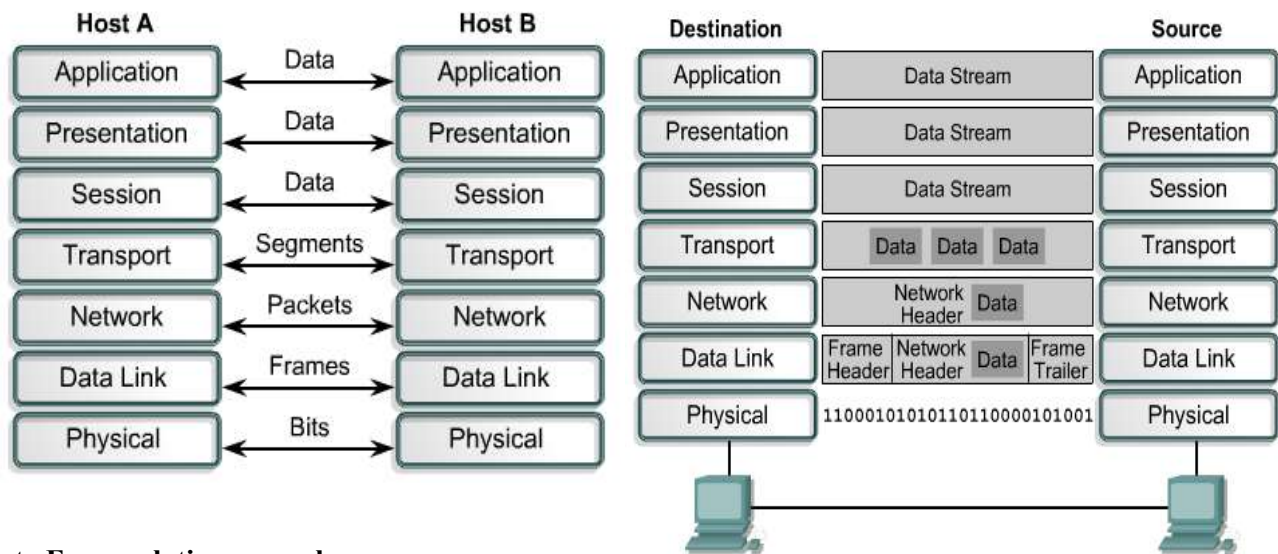 Host A
Host B
Application
Data
Application
Presentation
Data
Presentation
Session
Data
Session
Transport
Segments
Transport
Network
Packets
Network
Data Link
Frames
Data Link
Physical
Bits
Physical
Destination
Source
Application
Data Stream
Application
Presentation
Data Stream
Presentation
Session
Data Stream
Session
Transport
Data Data Data
Transport
Network
Network
Header
Data
Network
Data Link
Frame
Header
Network
Header
Data
Frame
Trailer
Data Link
Physical
110001010101101100001​01001
Physical